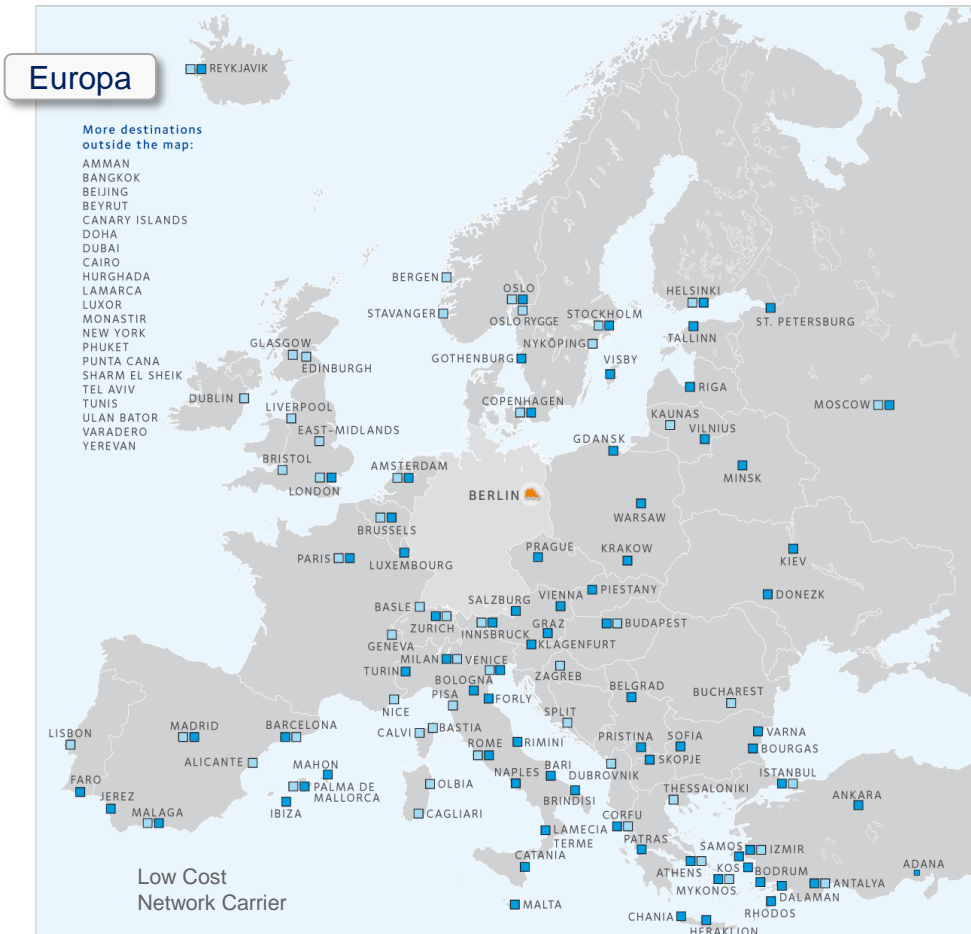 Europa
REYKJAVIK
More destinations
outside the map:
AMMAN
BANGKOK
BEIJING
BEYRUT
CANARY ISLANDS
DOHA
DUBAI
CAIRO
HURGHADA
LAMARCA
LUXOR
MONASTIR
NEW YORK
PHUKET
PUNTA CANA
SHARM EL SHEIK
TEL AVIV
TUNIS
ULAN BATOR
VARADERO
YEREVAN
BERGEN
OSLO
HELSINKI
STAVANGER
OSLO RYGGE
STOCKHOLM
ST. PETERSBURG
NYKÖPING
TALLINN
GLASGOW
EDINBURGH
GOTHENBURG
VISBY
RIGA
DUBLIN
LIVERPOOL
COPENHAGEN
MOSCOW
KAUNAS
EAST-MIDLANDS
GDANSK
VILNIUS
BRISTOL
AMSTERDAM
MINSK
LONDON
BERLIN
WARSAW
BRUSSELS
PRAGUE
KRAKOW
PARIS
LUXEMBOURG
KIEV
PIESTANY
DONEZK
BASLE
SALZBURG
VIENNA
ZURICH
INNSBRUCK
GRAZ
BUDAPEST
GENEVA
KLAGENFURT
MILAN
VENICE
TURIN
ZAGREB
BOLOGNA
BELGRAD
BUCHAREST
PISA
FORLY
NICE
SPLIT
LISBON
MADRID
BARCELONA
CALVI
BASTIA
VARNA
ROME
RIMINI
PRISTINA
SOFIA
BOURGAS
ALICANTE
MAHON
BARI
DUBROVNIK
SKOPJE
ISTANBUL
FARO
PALMA DE
MALLORCA
OLBIA
NAPLES
THESSALONIKI
ANKARA
JEREZ
IBIZA
BRINDISI
MALAGA
CAGLIARI
CORFU
LAMECIA
TERME
PATRAS
SAMOS
IZMIR
CATANIA
ATHENS
KOS
BODRUM
ADANA
Low Cost
Network Carrier
MYKONOS
ANTALYA
DALAMAN
MALTA
RHODOS
CHANIA
HERAKLION